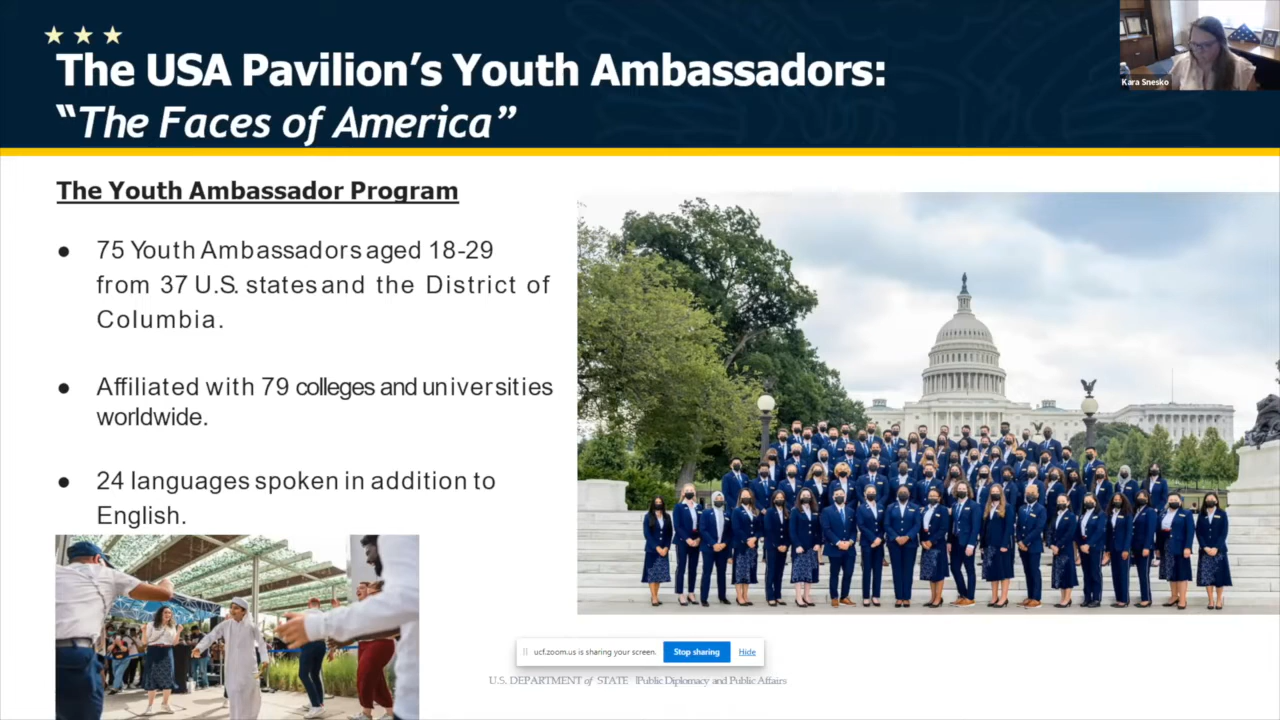 The USA Pavilion's Youth Ambassadors:
“The Faces of America”
Kara Snesko
The Youth Ambassador Program
● 75 Youth Ambassadors aged 18-29
from 37 U.S. states and the District of
Columbia.
● Affiliated with 79 colleges and universities
worldwide.
● 24 languages spoken in addition to
English.
ucf.zoom.us is sharing your screen. Stop sharing Hide
U.S. DEPARTMENT of STATE | Public Diplomacy and Public Affairs